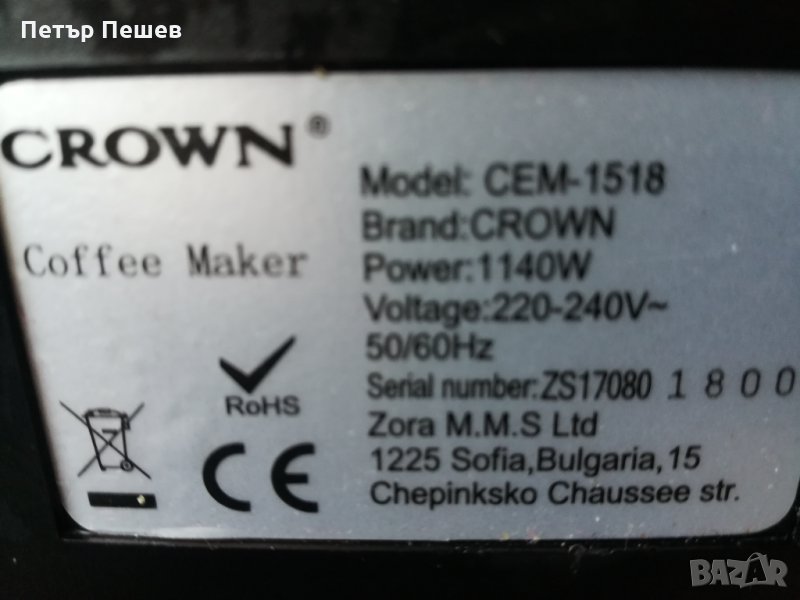 Петър Пешев
CROWN®
Coffee Maker
RoHS
CE
Model: CEM-1518
Brand:CROWN
Power:1140W
Voltage:220-240V~
50/60Hz
Serial number:ZS17080 1800
Zora M.M.S Ltd
1225 Sofia,Bulgaria,15
Chepinksko Chaussee str.
BAZAR